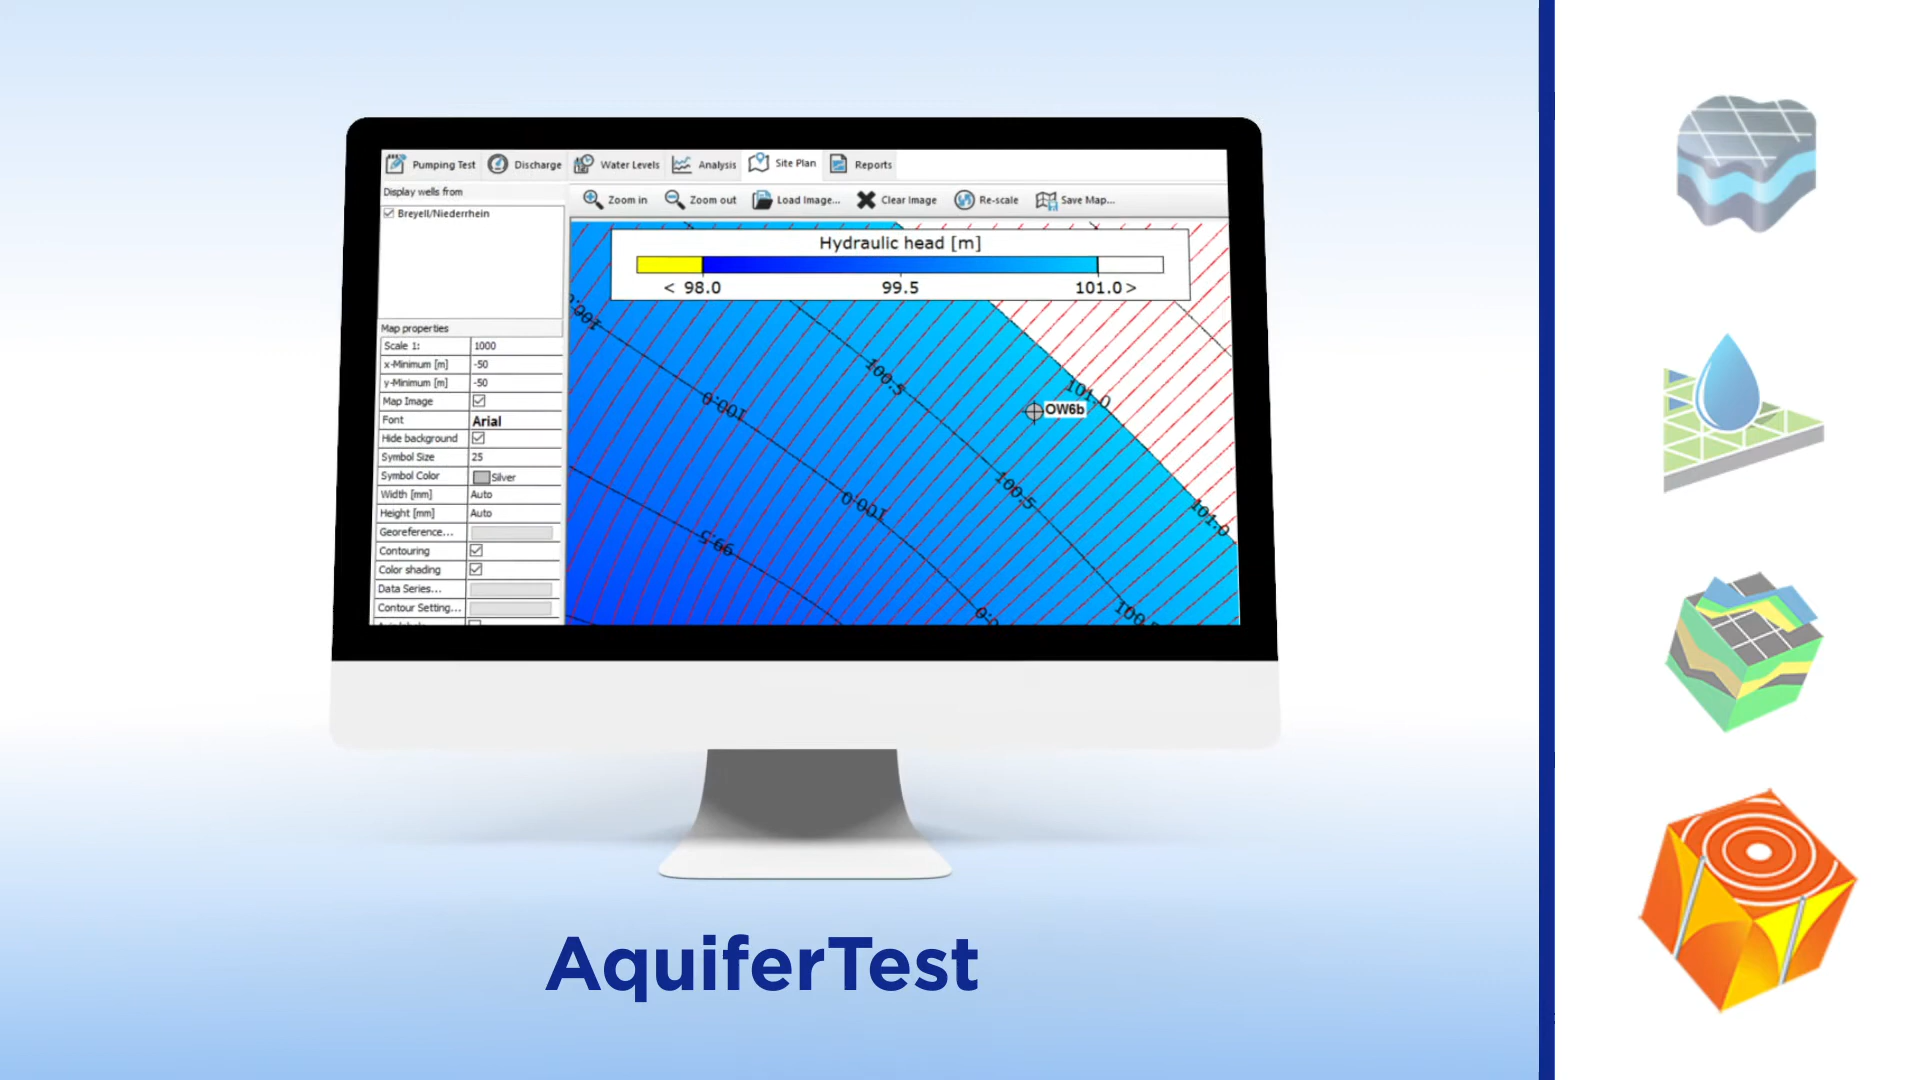 Pumping Test Discharge Water Levels Analysis Site Plan Reports
Display wells from
Breyell/Niederrhein
Zoom in Zoom out Load Image... Clear Image Re-scale Save Map...
Hydraulic head [m]
< 98.0 99.5 101.0 >
Map properties
Scale 1: 1000
x-Minimum [m] -50
y-Minimum [m] -50
Map Image
Font Arial
Hide background
Symbol Size 25
Symbol Color Silver
Width [mm] Auto
Height [mm] Auto
Georeference...
Contouring
Color shading
Data Series...
Contour Setting...
100.5
101.0
OW6b
100.0
100.5
100.0
101.0
99.5
AquiferTest